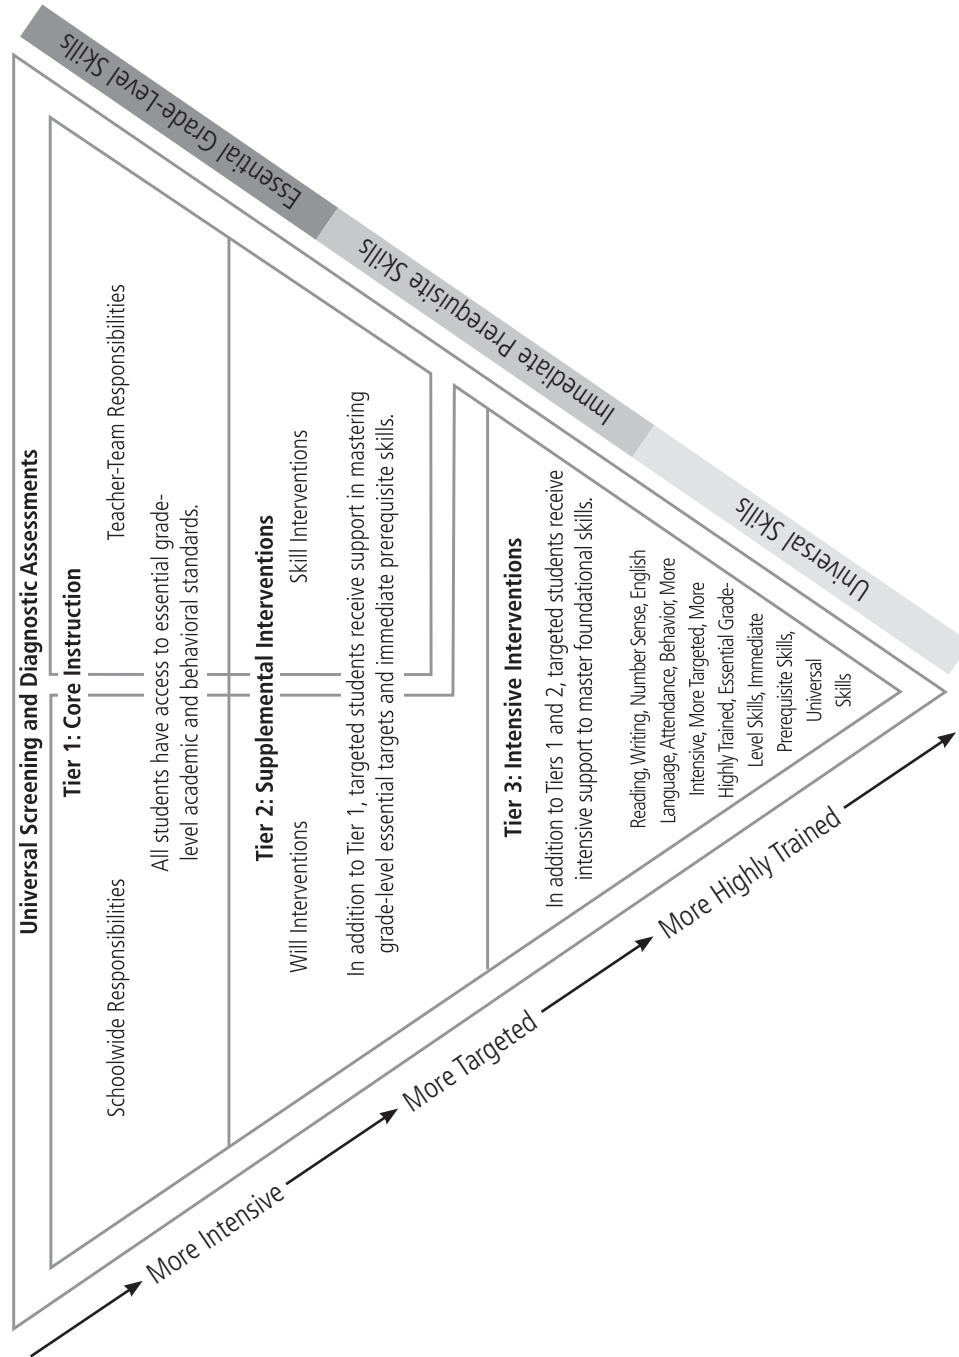 Universal Screening and Diagnostic Assessments
Tier 1: Core Instruction
Schoolwide Responsibilities
Teacher-Team Responsibilities
All students have access to essential grade-
level academic and behavioral standards.
Tier 2: Supplemental Interventions
Will Interventions
Skill Interventions
In addition to Tier 1, targeted students receive support in mastering
grade-level essential targets and immediate prerequisite skills.
Tier 3: Intensive Interventions
In addition to Tiers 1 and 2, targeted students receive
intensive support to master foundational skills.
Reading, Writing, Number Sense, English
Language, Attendance, Behavior, More
Intensive, More Targeted, More
Highly Trained, Essential Grade-
Level Skills, Immediate
Prerequisite Skills,
Universal
Skills
More Intensive
More Targeted
More Highly Trained
Essential Grade-Level Skills
Immediate Prerequisite Skills
Universal Skills